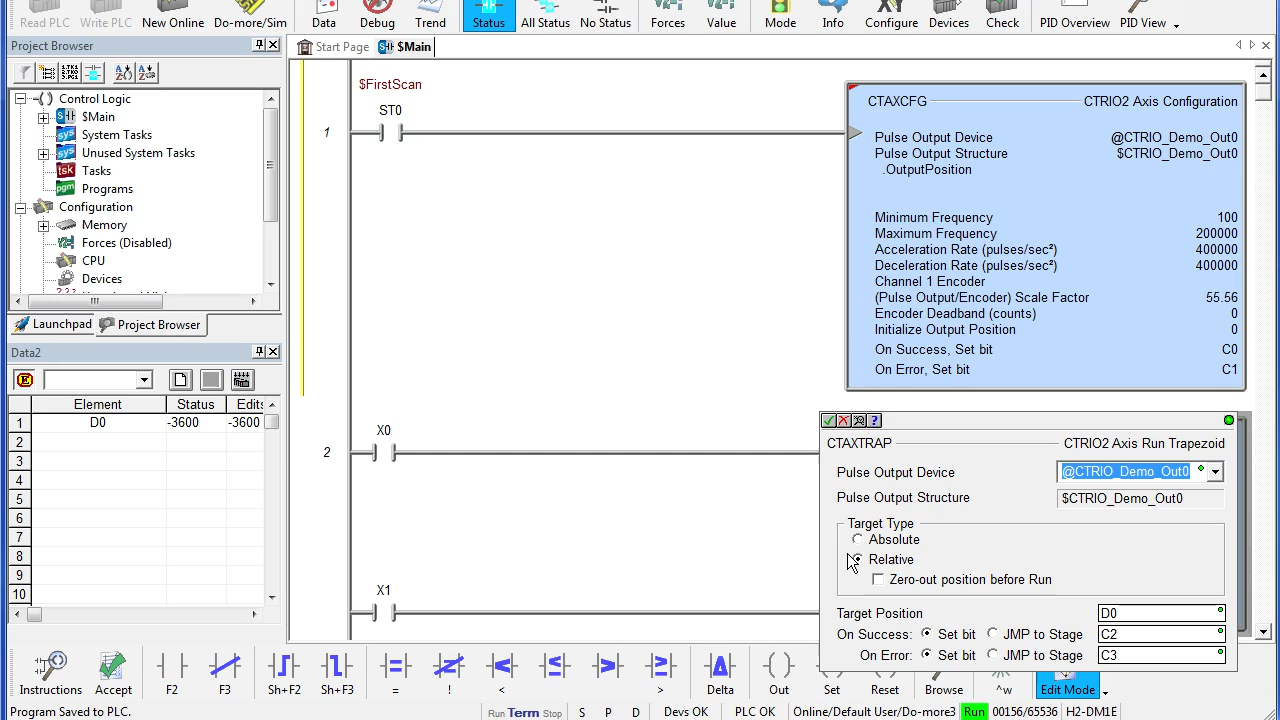 Read PLC
Write PLC
New Online
Do-more/Sim
Data
Debug
Trend
Status
All Status
No Status
Forces
Value
Mode
Info
Configure
Devices
Check
PID Overview
PID View
Project Browser
Start Page
$Main
Control Logic
$Main
System Tasks
Unused System Tasks
Tasks
Programs
Configuration
Memory
Forces (Disabled)
CPU
Devices
Launchpad
Project Browser
Data2
Element Status Edits
1 D0 -3600 -3600
2
3
4
5
6
7
8
9
10
$FirstScan
ST0
1
CTAXCFG CTRIO2 Axis Configuration
Pulse Output Device @CTRIO_Demo_Out0
Pulse Output Structure $CTRIO_Demo_Out0
.OutputPosition
Minimum Frequency 100
Maximum Frequency 200000
Acceleration Rate (pulses/sec²) 400000
Deceleration Rate (pulses/sec²) 400000
Channel 1 Encoder
(Pulse Output/Encoder) Scale Factor 55.56
Encoder Deadband (counts) 0
Initialize Output Position 0
On Success, Set bit C0
On Error, Set bit C1
X0
2
CTAXTRAP CTRIO2 Axis Run Trapezoid
Pulse Output Device @CTRIO_Demo_Out0
Pulse Output Structure $CTRIO_Demo_Out0
Target Type
Absolute
Relative
Zero-out position before Run
Target Position D0
On Success: Set bit JMP to Stage C2
On Error: Set bit JMP to Stage C3
X1
3
Instructions
Accept
F2
F3
Sh+F2
Sh+F3
=
!
<
≤
>
≥
Delta
Out
Set
Reset
Browse
^w
Edit Mode
Program Saved to PLC.
Run Term Stop
S P D
Devs OK
PLC OK
Online/Default User/Do-more3
Run
00156/65536
H2-DM1E